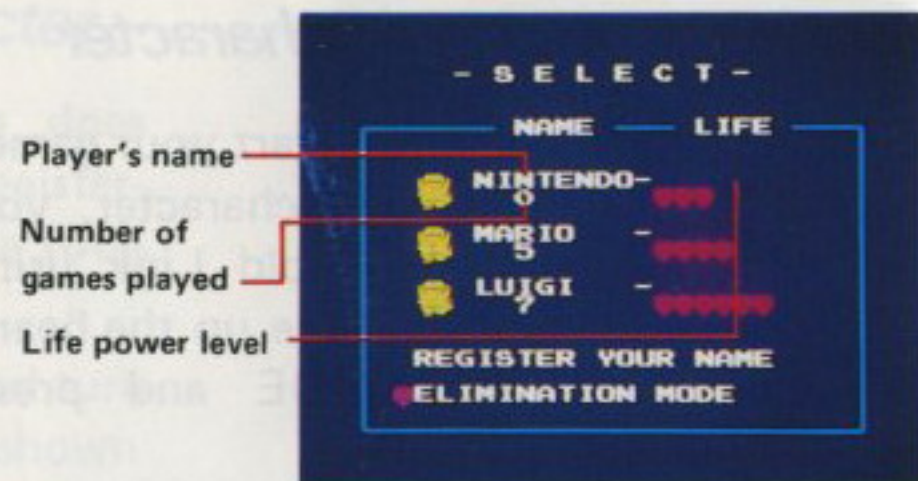 - S E L E C T -
NAME LIFE
Player's name
NINTENDO-
0
Number of
games played
MARIO -
5
LUIGI -
7
Life power level
REGISTER YOUR NAME
ELIMINATION MODE